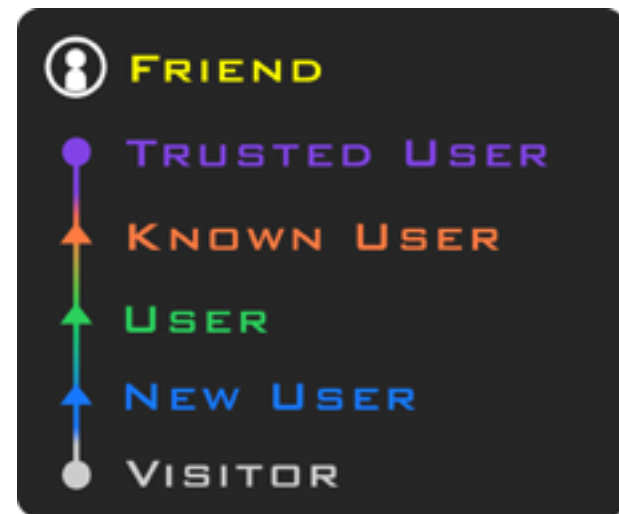 Friend
Trusted User
Known User
User
New User
Visitor